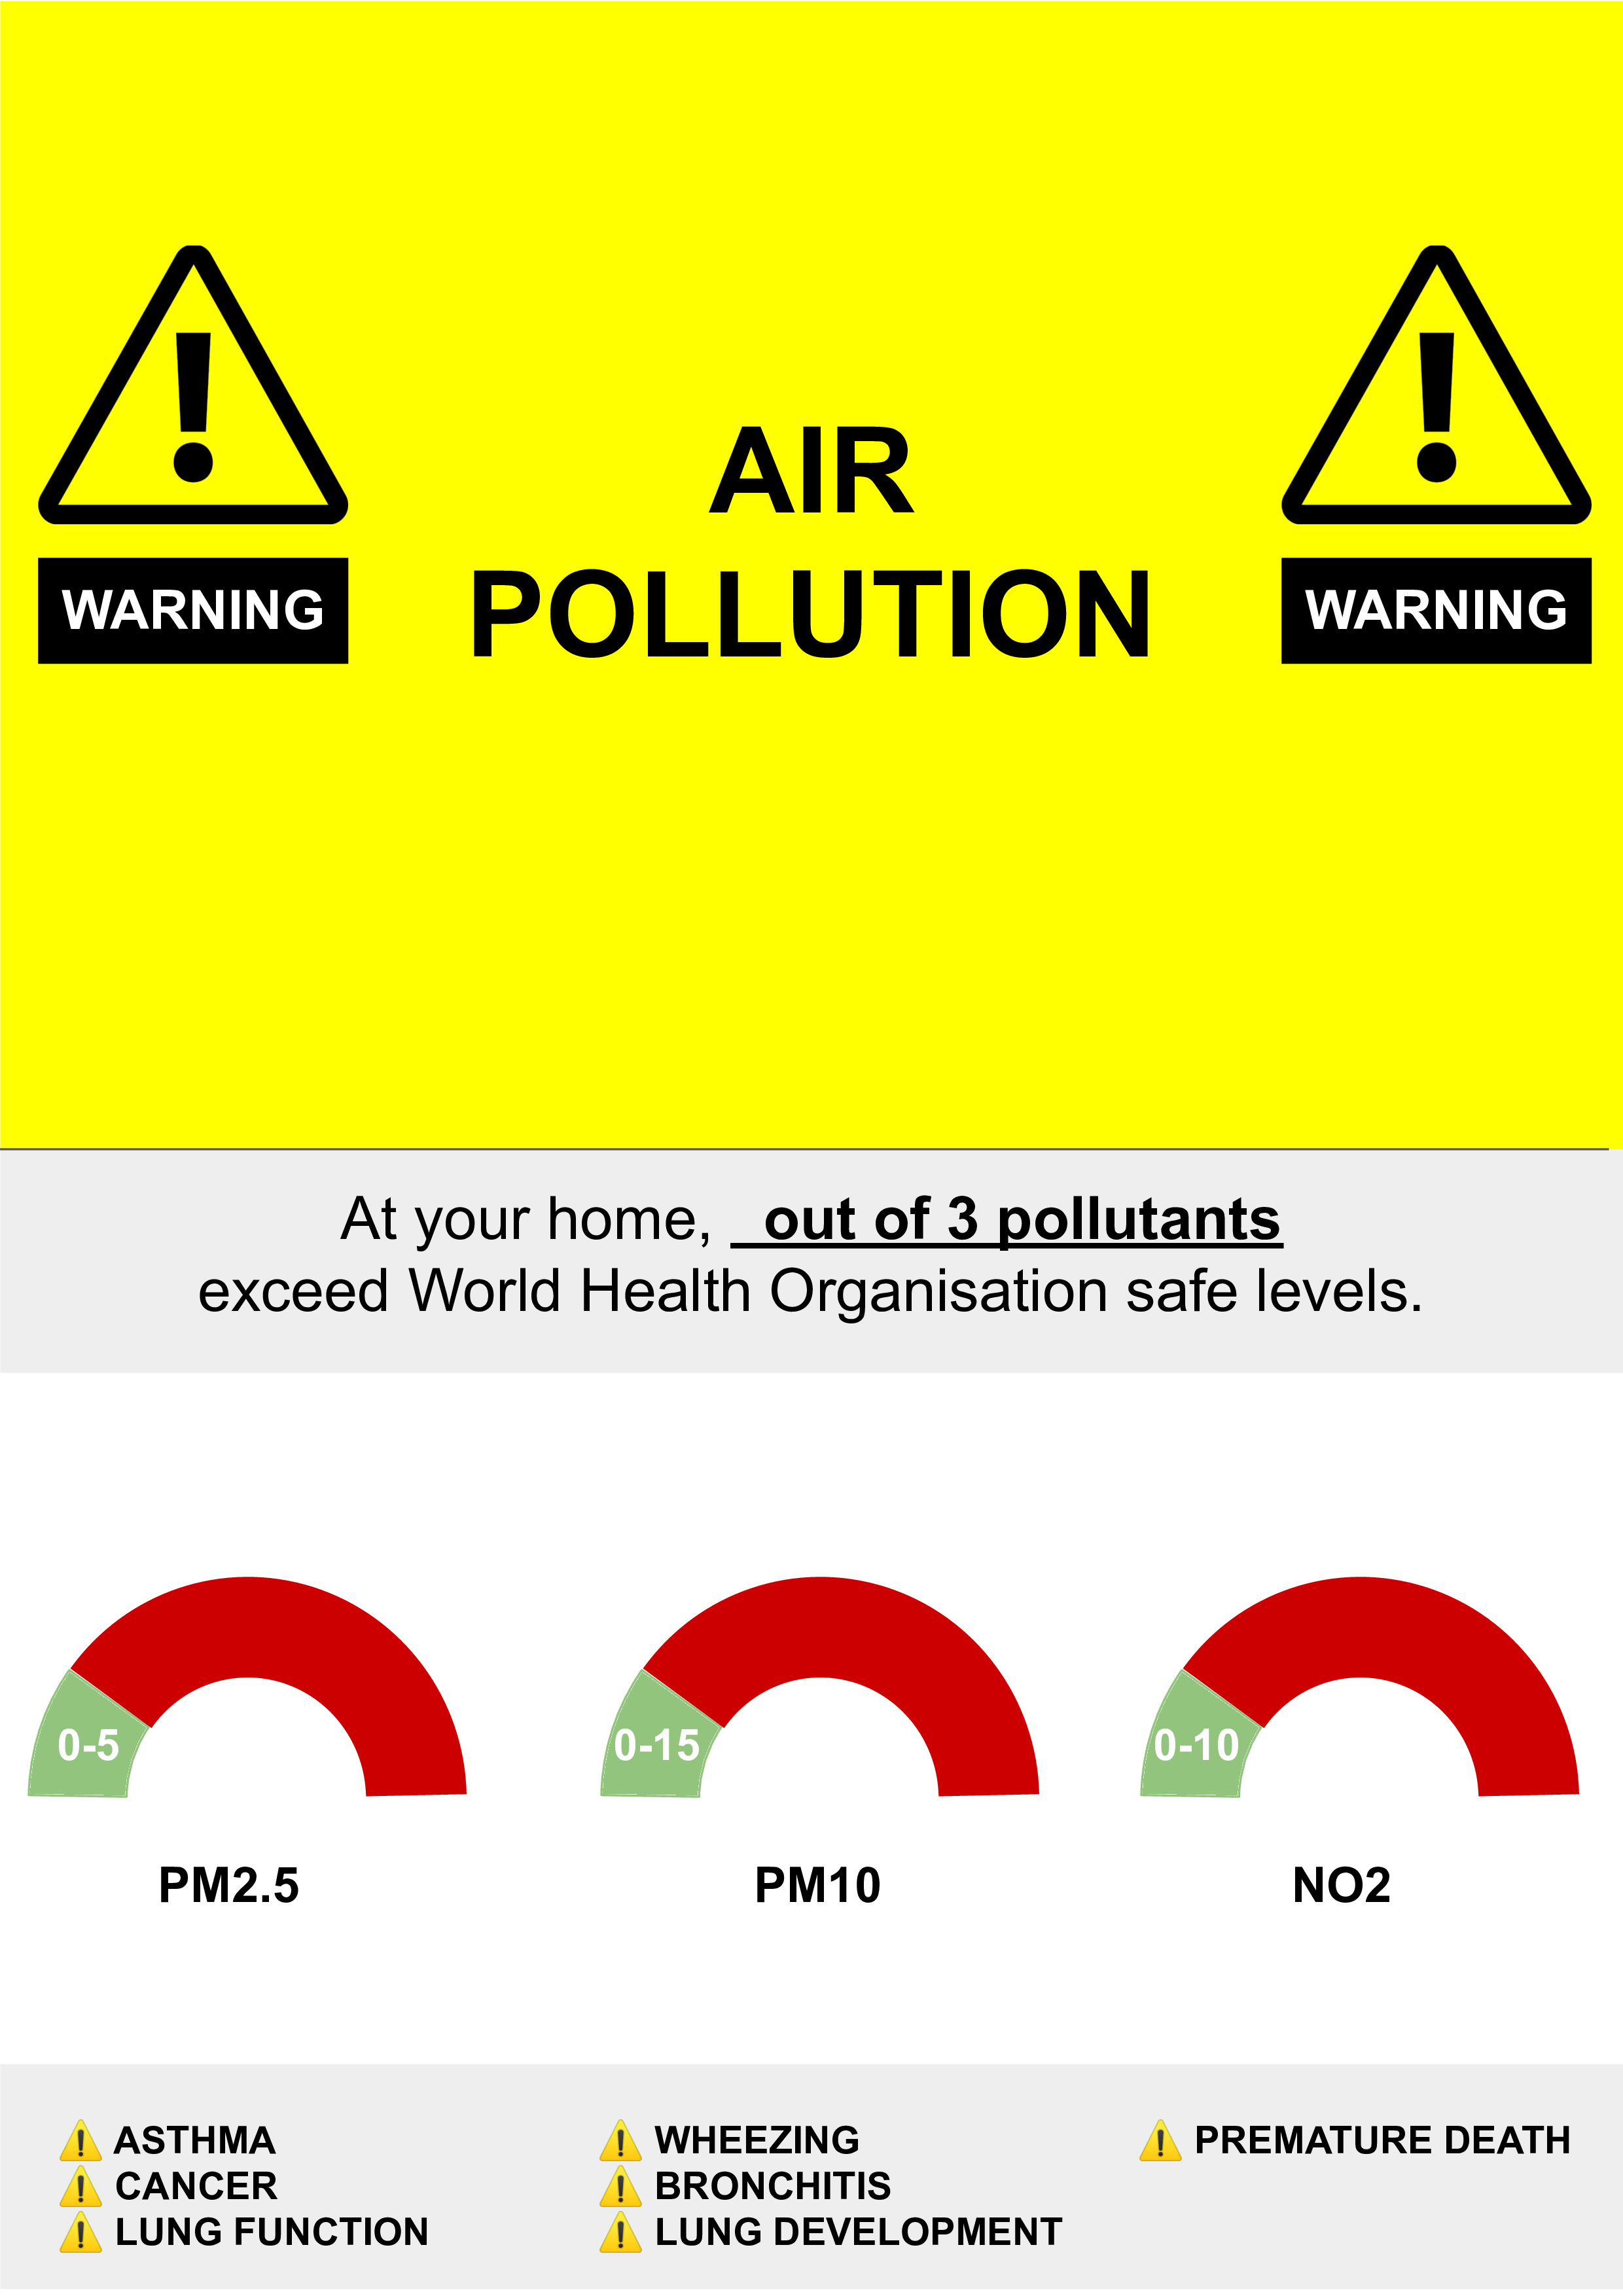 AIR
POLLUTION
WARNING
WARNING
At your home,    out of 3 pollutants
exceed World Health Organisation safe levels.
0-5
0-15
0-10
PM2.5
PM10
NO2
ASTHMA
CANCER
LUNG FUNCTION
WHEEZING
BRONCHITIS
LUNG DEVELOPMENT
PREMATURE DEATH